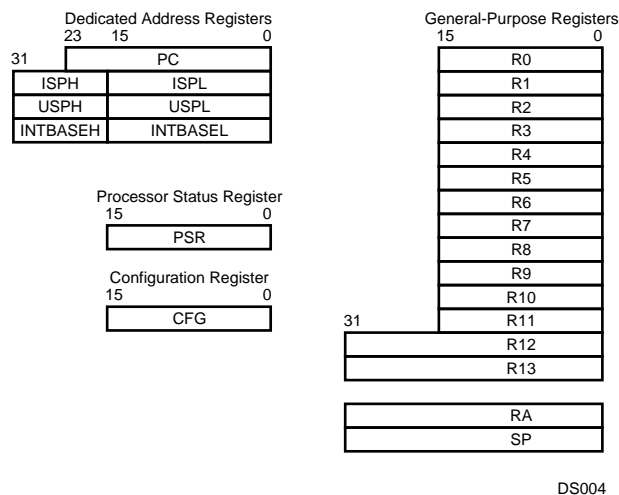 Dedicated Address Registers
23 15 0
31 PC
ISPH ISPL
USPH USPL
INTBASEH INTBASEL
Processor Status Register
15 0
PSR
Configuration Register
15 0
CFG
General-Purpose Registers
15 0
R0
R1
R2
R3
R4
R5
R6
R7
R8
R9
R10
31 R11
R12
R13
RA
SP
DS004